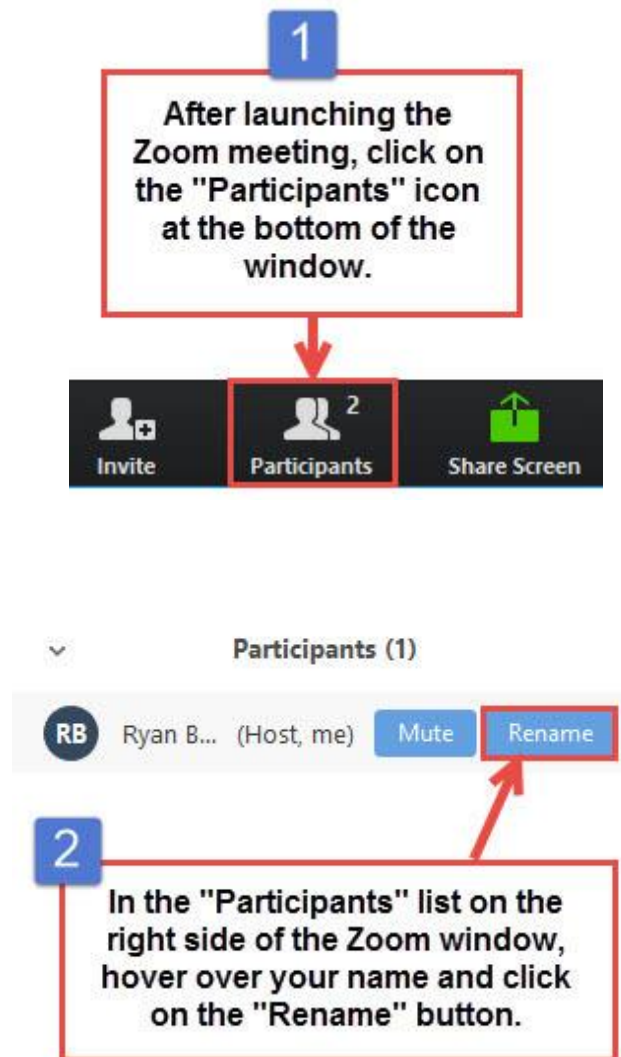 1
After launching the
Zoom meeting, click on
the "Participants" icon
at the bottom of the
window.
2
Invite Participants Share Screen
Participants (1)
RB Ryan B... (Host, me) Mute Rename
2
In the "Participants" list on the
right side of the Zoom window,
hover over your name and click
on the "Rename" button.